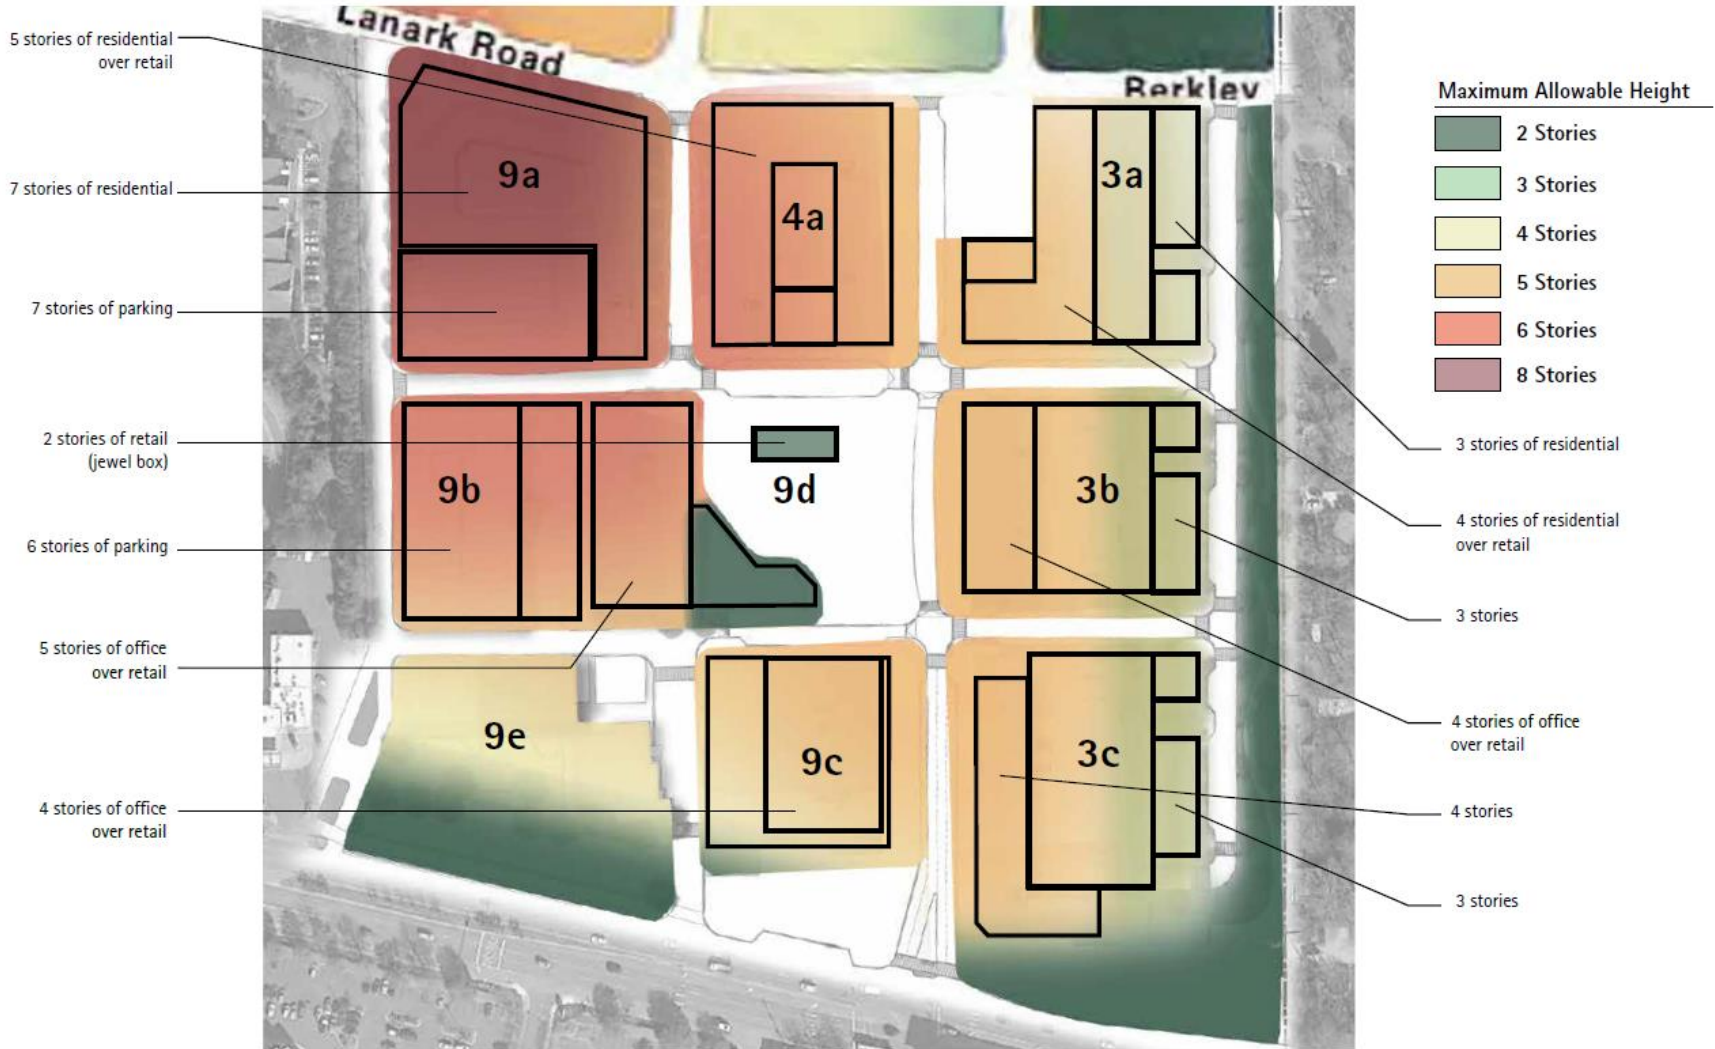 Lanark Road
Berkley
5 stories of residential
over retail
7 stories of residential
7 stories of parking
2 stories of retail
(jewel box)
6 stories of parking
5 stories of office
over retail
4 stories of office
over retail
9a
4a
3a
9b
9d
3b
9e
9c
3c
Maximum Allowable Height
2 Stories
3 Stories
4 Stories
5 Stories
6 Stories
8 Stories
3 stories of residential
4 stories of residential
over retail
3 stories
4 stories of office
over retail
4 stories
3 stories